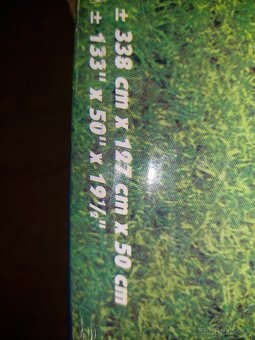 ± 338 cm x 127 cm x 50 cm
± 133" x 50" x 19½"